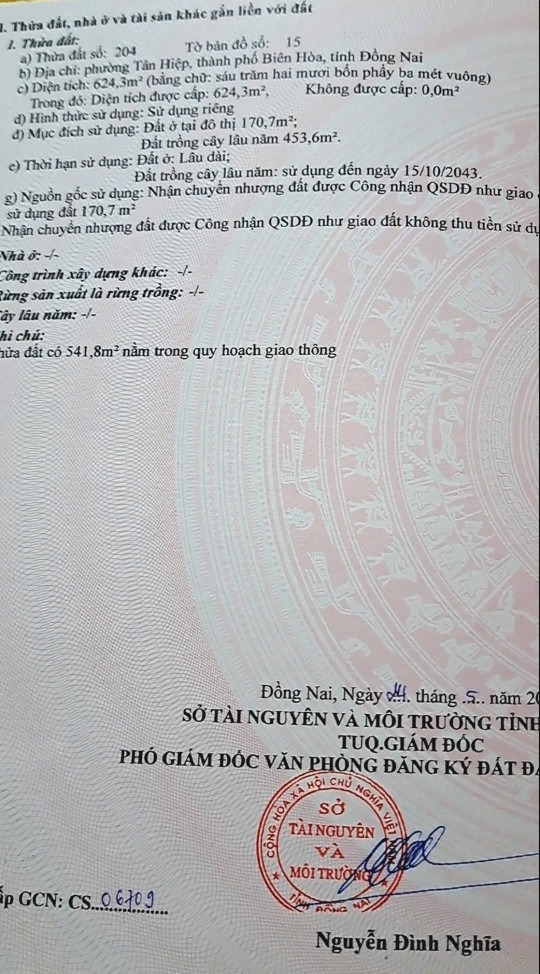 I. Thửa đất, nhà ở và tài sản khác gắn liền với đất
1. Thửa đất:
a) Thửa đất số: 204 Tờ bản đồ số: 15
b) Địa chỉ: phường Tân Hiệp, thành phố Biên Hòa, tỉnh Đồng Nai
c) Diện tích: 624,3m² (bằng chữ: sáu trăm hai mươi bốn phẩy ba mét vuông)
Trong đó: Diện tích được cấp: 624,3m², Không được cấp: 0,0m²
d) Hình thức sử dụng: Sử dụng riêng
đ) Mục đích sử dụng: Đất ở tại đô thị 170,7m²;
Đất trồng cây lâu năm 453,6m².
e) Thời hạn sử dụng: Đất ở: Lâu dài;
Đất trồng cây lâu năm: sử dụng đến ngày 15/10/2043.
g) Nguồn gốc sử dụng: Nhận chuyển nhượng đất được Công nhận QSDĐ như giao
sử dụng đất 170,7 m²
Nhận chuyển nhượng đất được Công nhận QSDĐ như giao đất không thu tiền sử dụ
Nhà ở: -/-
Công trình xây dựng khác: -/-
Rừng sản xuất là rừng trồng: -/-
ây lâu năm: -/-
hi chú:
hửa đất có 541,8m² nằm trong quy hoạch giao thông
Đồng Nai, Ngày 24. tháng .5.. năm 20
SỞ TÀI NGUYÊN VÀ MÔI TRƯỜNG TỈNH
TUQ.GIÁM ĐỐC
PHÓ GIÁM ĐỐC VĂN PHÒNG ĐĂNG KÝ ĐẤT ĐA
CỘNG HÒA XÃ HỘI CHỦ NGHĨA VIỆT
SỞ
TÀI NGUYÊN
VÀ
MÔI TRƯỜNG
TỈNH ĐỒNG NAI
ấp GCN: CS...06709
Nguyễn Đình Nghĩa